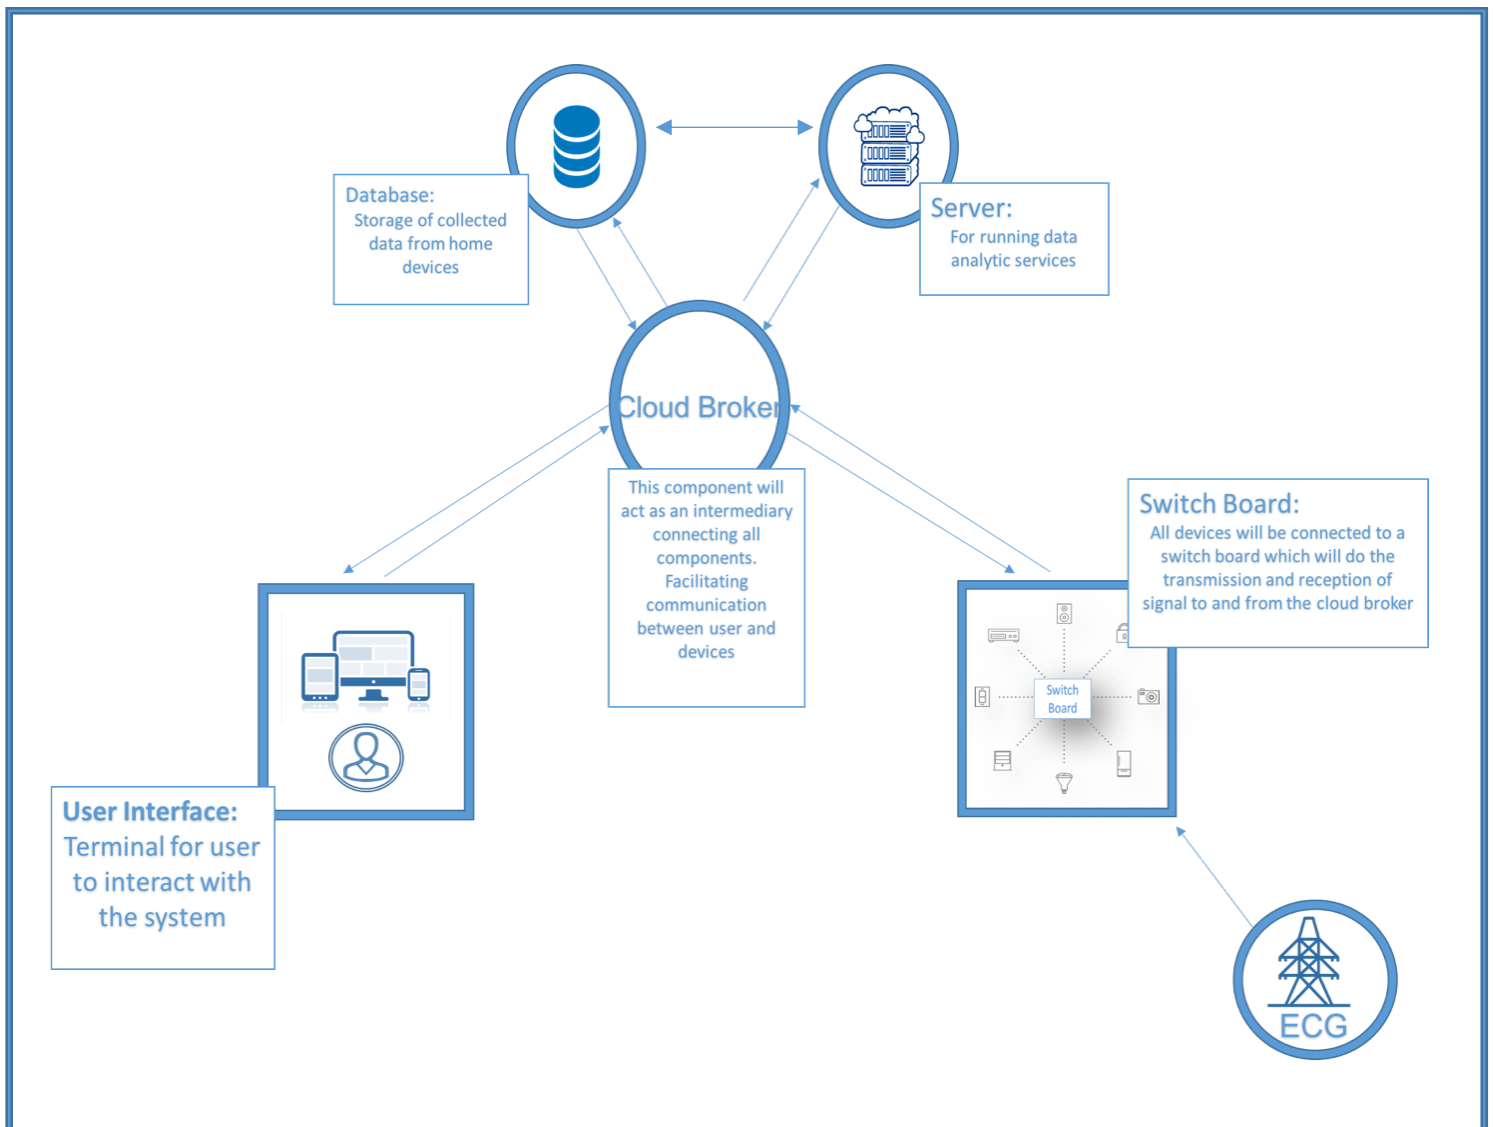 Database:
Storage of collected
data from home
devices
Server:
For running data
analytic services
Cloud Broker
This component will
act as an intermediary
connecting all
components.
Facilitating
communication
between user and
devices
Switch Board:
All devices will be connected to a
switch board which will do the
transmission and reception of
signal to and from the cloud broker
Switch
Board
User Interface:
Terminal for user
to interact with
the system
ECG